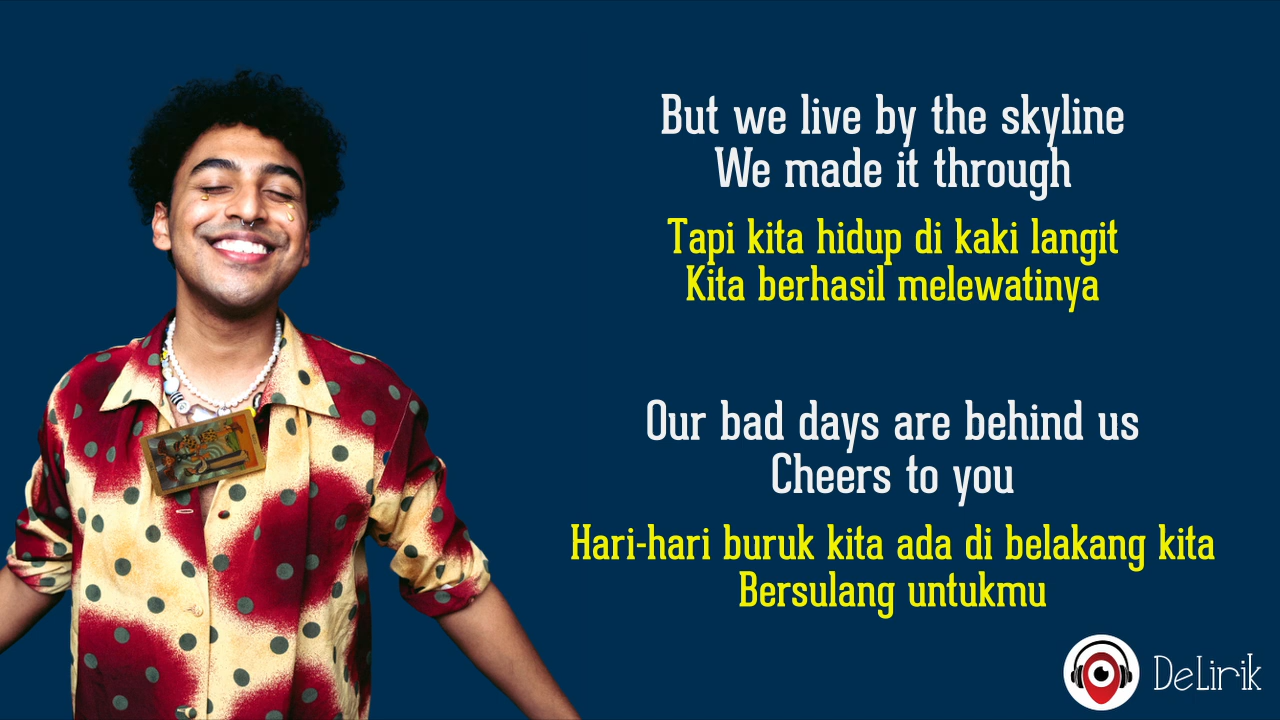 But we live by the skyline
We made it through
Tapi kita hidup di kaki langit
Kita berhasil melewatinya
Our bad days are behind us
Cheers to you
Hari-hari buruk kita ada di belakang kita
Bersulang untukmu
DeLirik